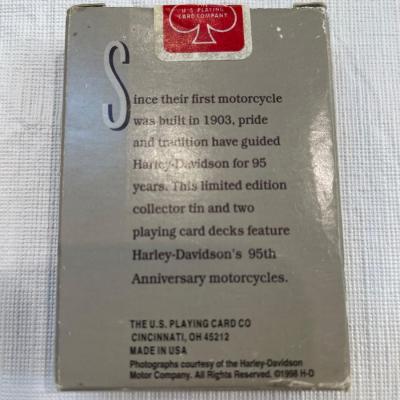 U.S. PLAYING
CARD COMPANY
Since their first motorcycle
was built in 1903, pride
and tradition have guided
Harley-Davidson for 95
years. This limited edition
collector tin and two
playing card decks feature
Harley-Davidson's 95th
Anniversary motorcycles.
THE U.S. PLAYING CARD CO
CINCINNATI, OH 45212
MADE IN USA
Photographs courtesy of the Harley-Davidson
Motor Company. All Rights Reserved. ©1998 H-D